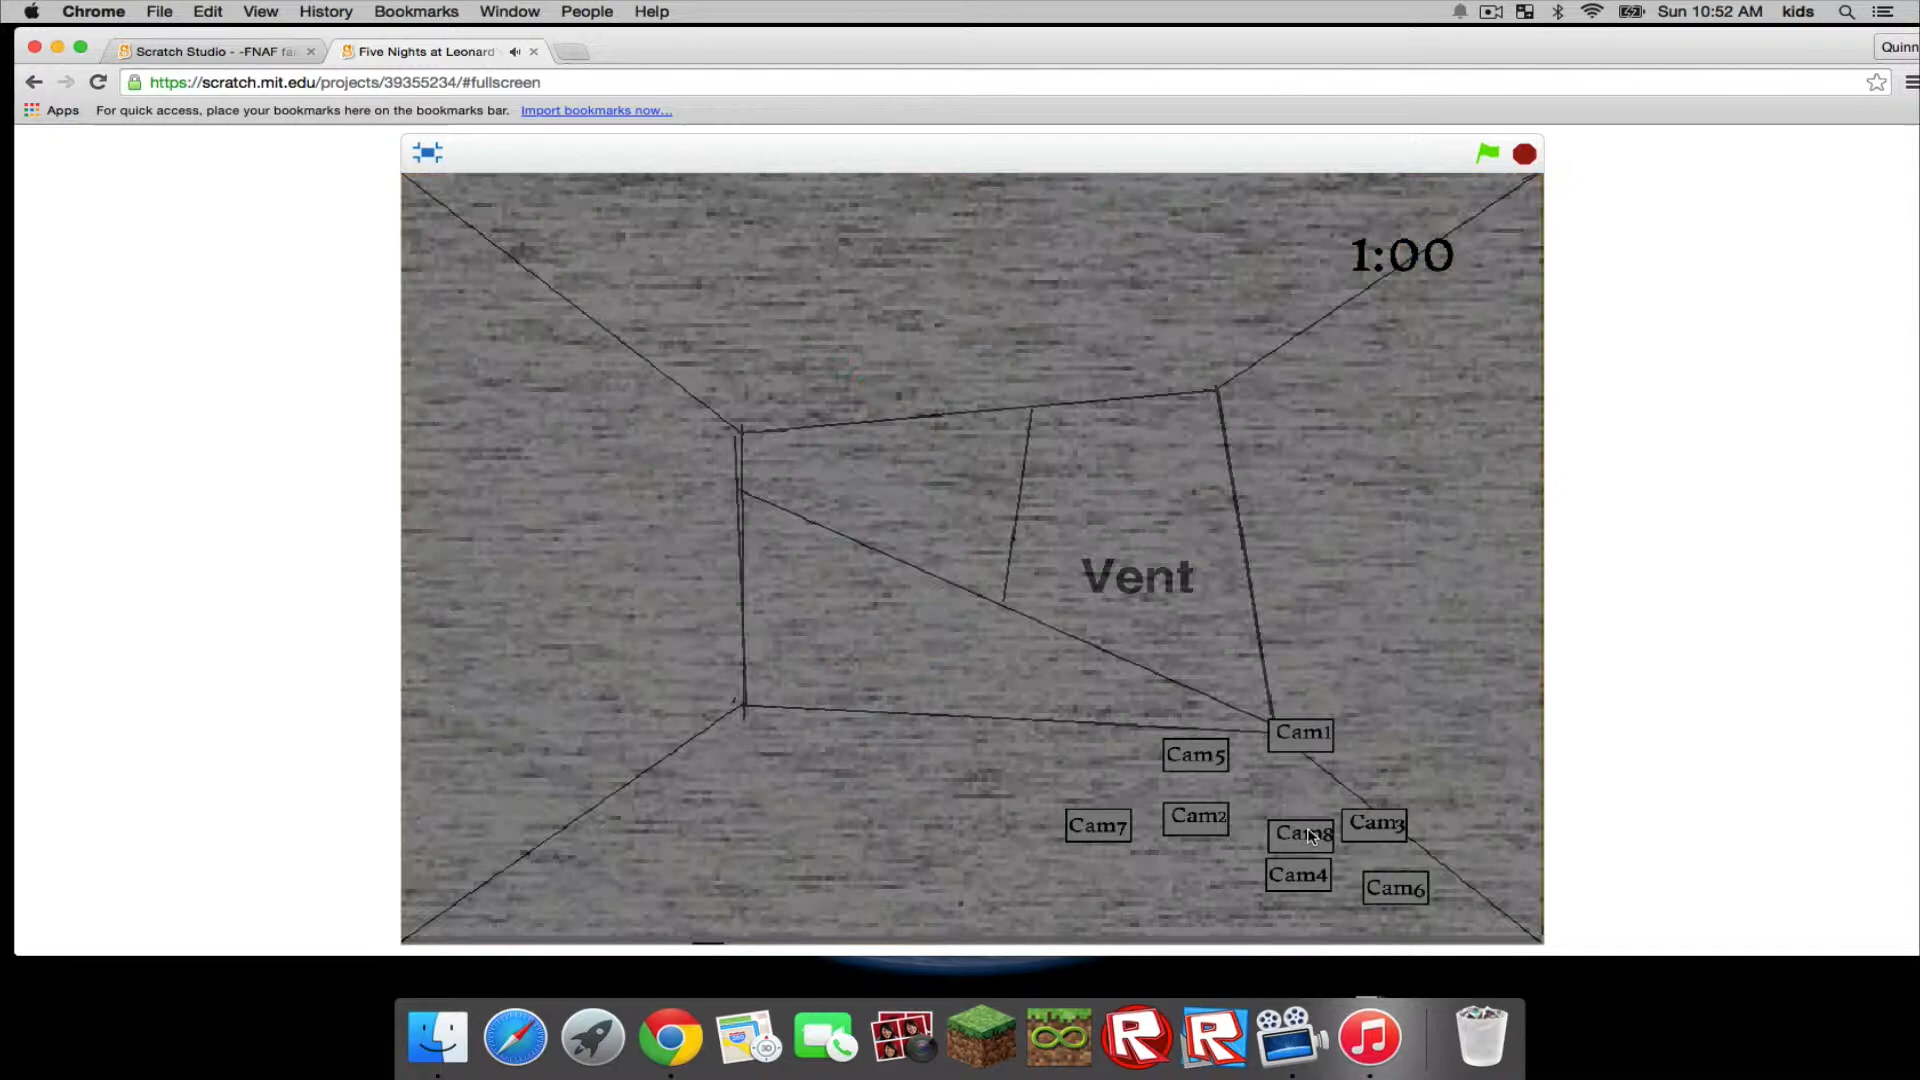 Chrome File Edit View History Bookmarks Window People Help Sun 10:52 AM kids
Scratch Studio - -FNAF fa Five Nights at Leonard Quinn
https://scratch.mit.edu/projects/39355234/#fullscreen
Apps For quick access, place your bookmarks here on the bookmarks bar. Import bookmarks now...
1:00
Vent
Cam1
Cam5
Cam2
Cam7
Cam8
Cam3
Cam4
Cam6